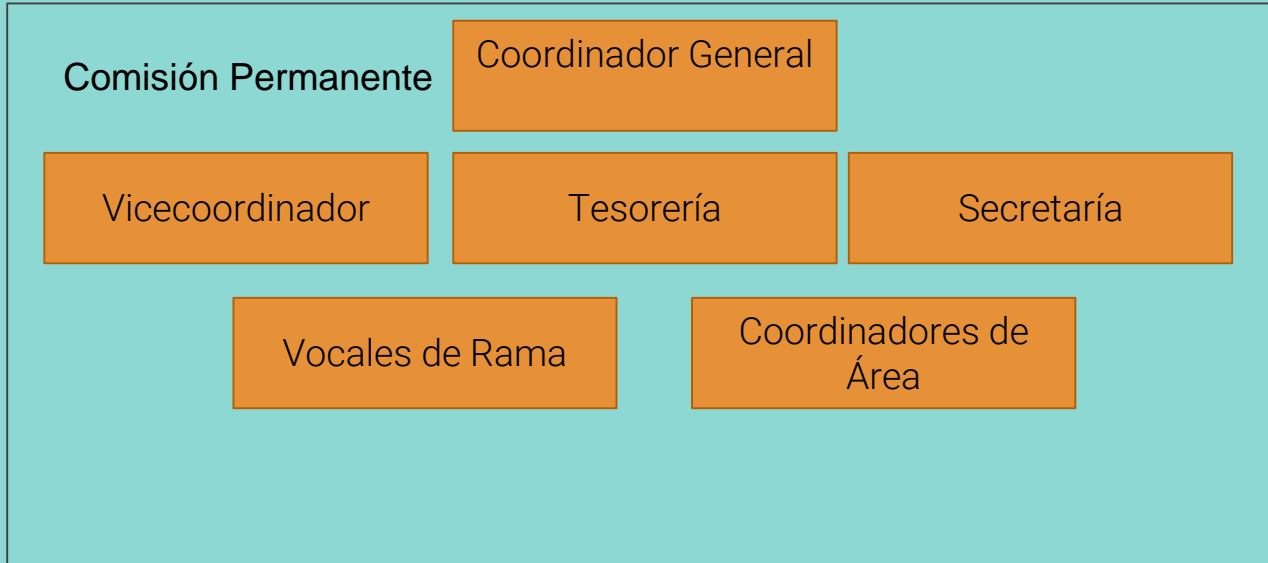 Comisión Permanente
Coordinador General
Vicecoordinador
Tesorería
Secretaría
Vocales de Rama
Coordinadores de
Área